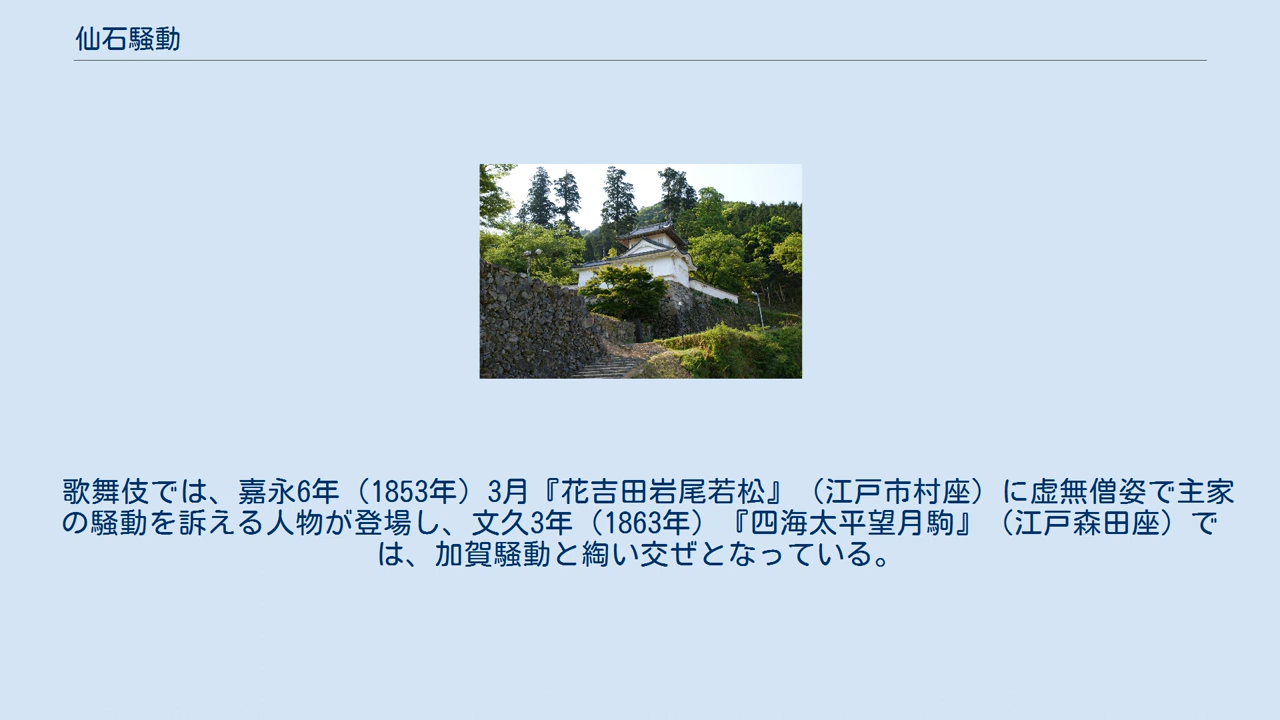 仙石騒動
歌舞伎では、嘉永6年（1853年）3月『花吉田岩尾若松』（江戸市村座）に虚無僧姿で主家
の騒動を訴える人物が登場し、文久3年（1863年）『四海太平望月駒』（江戸森田座）で
は、加賀騒動と綯い交ぜとなっている。